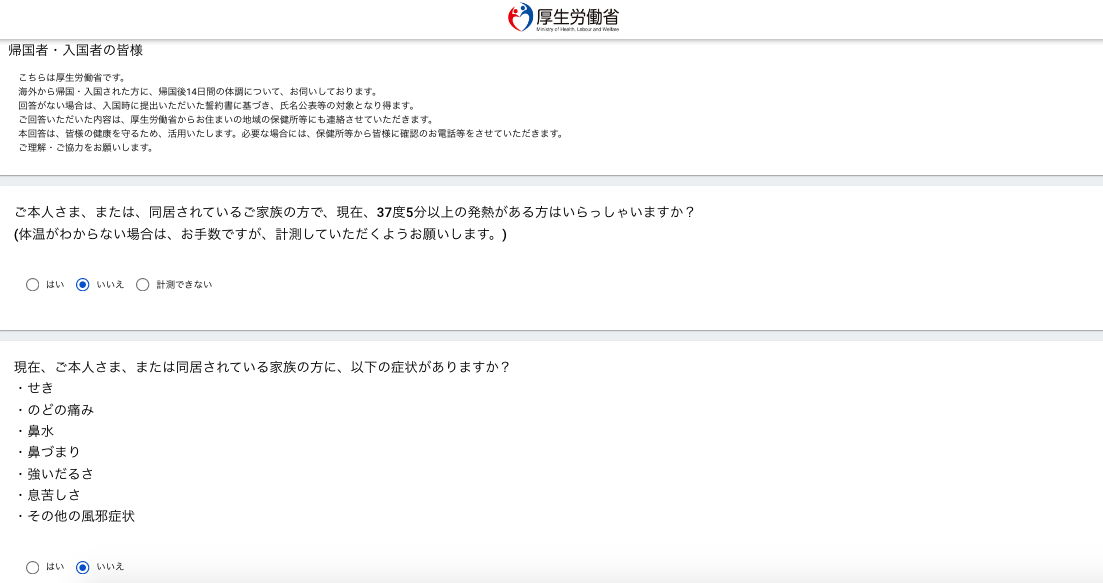 厚生労働省
Ministry of Health, Labour and Welfare
帰国者・入国者の皆様
こちらは厚生労働省です。
海外から帰国・入国された方に、帰国後14日間の体調について、お伺いしております。
回答がない場合は、入国時に提出いただいた誓約書に基づき、氏名公表等の対象となり得ます。
ご回答いただいた内容は、厚生労働省からお住まいの地域の保健所等にも連絡させていただきます。
本回答は、皆様の健康を守るため、活用いたします。必要な場合には、保健所等から皆様に確認のお電話等をさせていただきます。
ご理解・ご協力をお願いします。
ご本人さま、または、同居されているご家族の方で、現在、37度5分以上の発熱がある方はいらっしゃいますか？
(体温がわからない場合は、お手数ですが、計測していただくようお願いします。)
はい いいえ 計測できない
現在、ご本人さま、または同居されている家族の方に、以下の症状がありますか？
・せき
・のどの痛み
・鼻水
・鼻づまり
・強いだるさ
・息苦しさ
・その他の風邪症状
はい いいえ